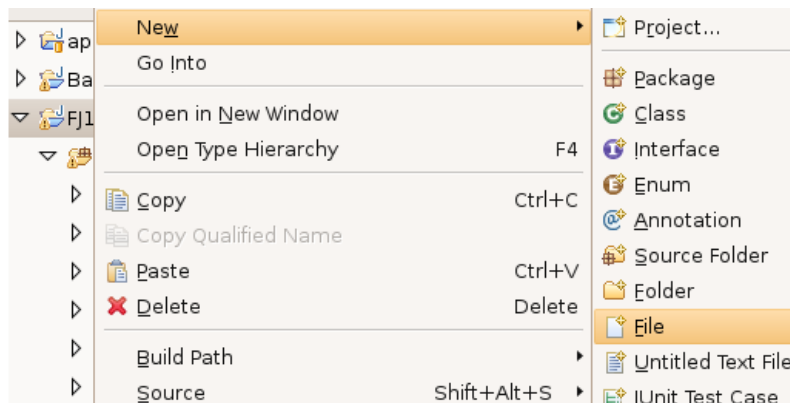 ap
Ba
FJ1
New
Go Into
Open in New Window
Open Type Hierarchy F4
Copy Ctrl+C
Copy Qualified Name
Paste Ctrl+V
Delete Delete
Build Path
Source Shift+Alt+S
Project...
Package
Class
Interface
Enum
Annotation
Source Folder
Folder
File
Untitled Text File
JUnit Test Case